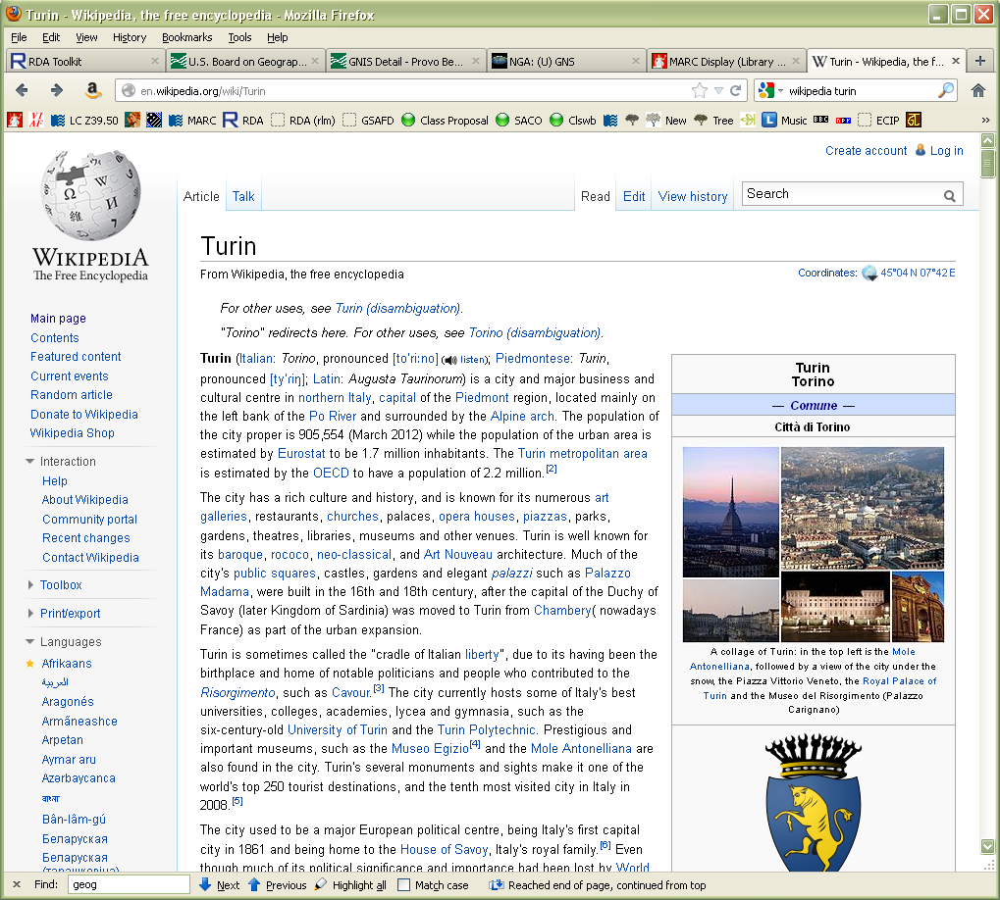 Turin - Wikipedia, the free encyclopedia - Mozilla Firefox
File Edit View History Bookmarks Tools Help
RDA Toolkit U.S. Board on Geograp... GNIS Detail - Provo Be... NGA: (U) GNS MARC Display (Library ... Turin - Wikipedia, the f...
en.wikipedia.org/wiki/Turin wikipedia turin
LC Z39.50 MARC RDA RDA (rlm) GSAFD Class Proposal SACO Clswb New Tree Music BBC ECIP
Create account Log in
Article Talk Read Edit View history Search
WIKIPEDIA
The Free Encyclopedia
Main page
Contents
Featured content
Current events
Random article
Donate to Wikipedia
Wikipedia Shop
Interaction
Help
About Wikipedia
Community portal
Recent changes
Contact Wikipedia
Toolbox
Print/export
Languages
Afrikaans
العربية
Aragonés
Armãneashce
Arpetan
Aymar aru
Azərbaycanca
বাংলা
Bân-lâm-gú
Беларуская
Беларуская
(тарашкевіца)
Turin
From Wikipedia, the free encyclopedia
Coordinates: 45°04′N 07°42′E
For other uses, see Turin (disambiguation).
"Torino" redirects here. For other uses, see Torino (disambiguation).
Turin (Italian: Torino, pronounced [toˈriːno] ( listen); Piedmontese: Turin,
pronounced [tyˈriŋ]; Latin: Augusta Taurinorum) is a city and major business and
cultural centre in northern Italy, capital of the Piedmont region, located mainly on
the left bank of the Po River and surrounded by the Alpine arch. The population of
the city proper is 905,554 (March 2012) while the population of the urban area is
estimated by Eurostat to be 1.7 million inhabitants. The Turin metropolitan area
is estimated by the OECD to have a population of 2.2 million.[2]
The city has a rich culture and history, and is known for its numerous art
galleries, restaurants, churches, palaces, opera houses, piazzas, parks,
gardens, theatres, libraries, museums and other venues. Turin is well known for
its baroque, rococo, neo-classical, and Art Nouveau architecture. Much of the
city's public squares, castles, gardens and elegant palazzi such as Palazzo
Madama, were built in the 16th and 18th century, after the capital of the Duchy of
Savoy (later Kingdom of Sardinia) was moved to Turin from Chambery( nowadays
France) as part of the urban expansion.
Turin is sometimes called the "cradle of Italian liberty", due to its having been the
birthplace and home of notable politicians and people who contributed to the
Risorgimento, such as Cavour.[3] The city currently hosts some of Italy's best
universities, colleges, academies, lycea and gymnasia, such as the
six-century-old University of Turin and the Turin Polytechnic. Prestigious and
important museums, such as the Museo Egizio[4] and the Mole Antonelliana are
also found in the city. Turin's several monuments and sights make it one of the
world's top 250 tourist destinations, and the tenth most visited city in Italy in
2008.[5]
The city used to be a major European political centre, being Italy's first capital
city in 1861 and being home to the House of Savoy, Italy's royal family.[6] Even
though much of its political significance and importance had been lost by World
Turin
Torino
— Comune —
Città di Torino
A collage of Turin: in the top left is the Mole
Antonelliana, followed by a view of the city under the
snow, the Piazza Vittorio Veneto, the Royal Palace of
Turin and the Museo del Risorgimento (Palazzo
Carignano)
Find: geog Next Previous Highlight all Match case Reached end of page, continued from top